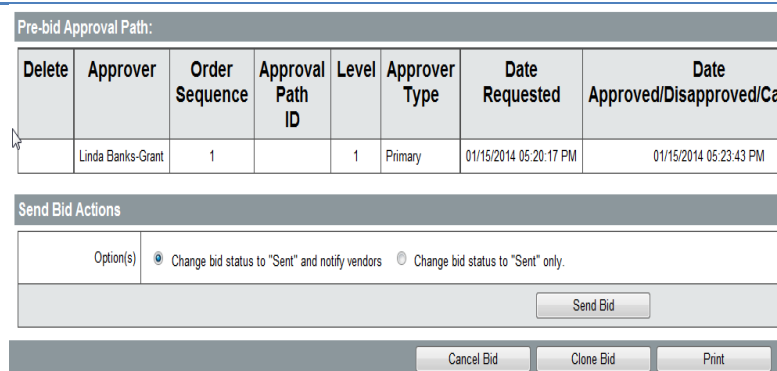 Pre-bid Approval Path:
Delete Approver Order Sequence Approval Path ID Level Approver Type Date Requested Date Approved/Disapproved/Ca
Linda Banks-Grant 1 1 Primary 01/15/2014 05:20:17 PM 01/15/2014 05:23:43 PM
Send Bid Actions
Option(s) Change bid status to "Sent" and notify vendors Change bid status to "Sent" only.
Send Bid
Cancel Bid Clone Bid Print